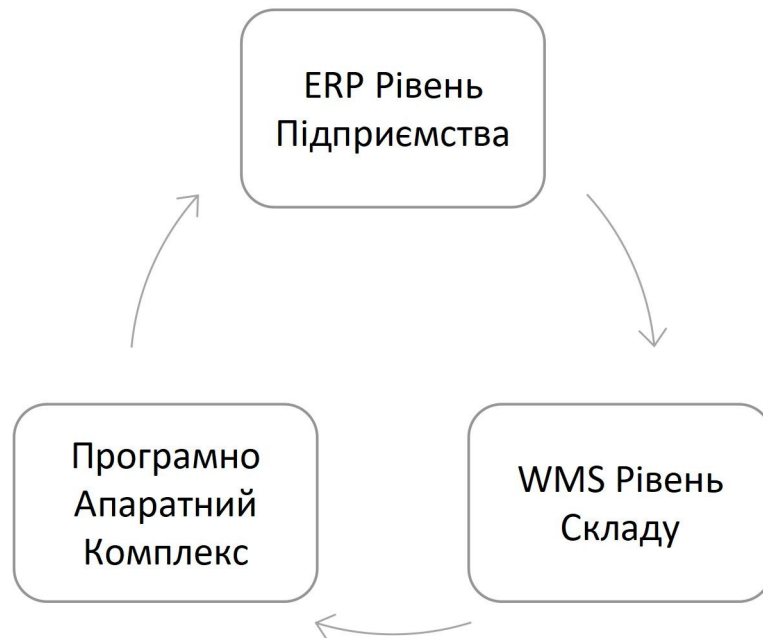 ERP Рівень
Підприємства
Програмно
Апаратний
Комплекс
WMS Рівень
Складу